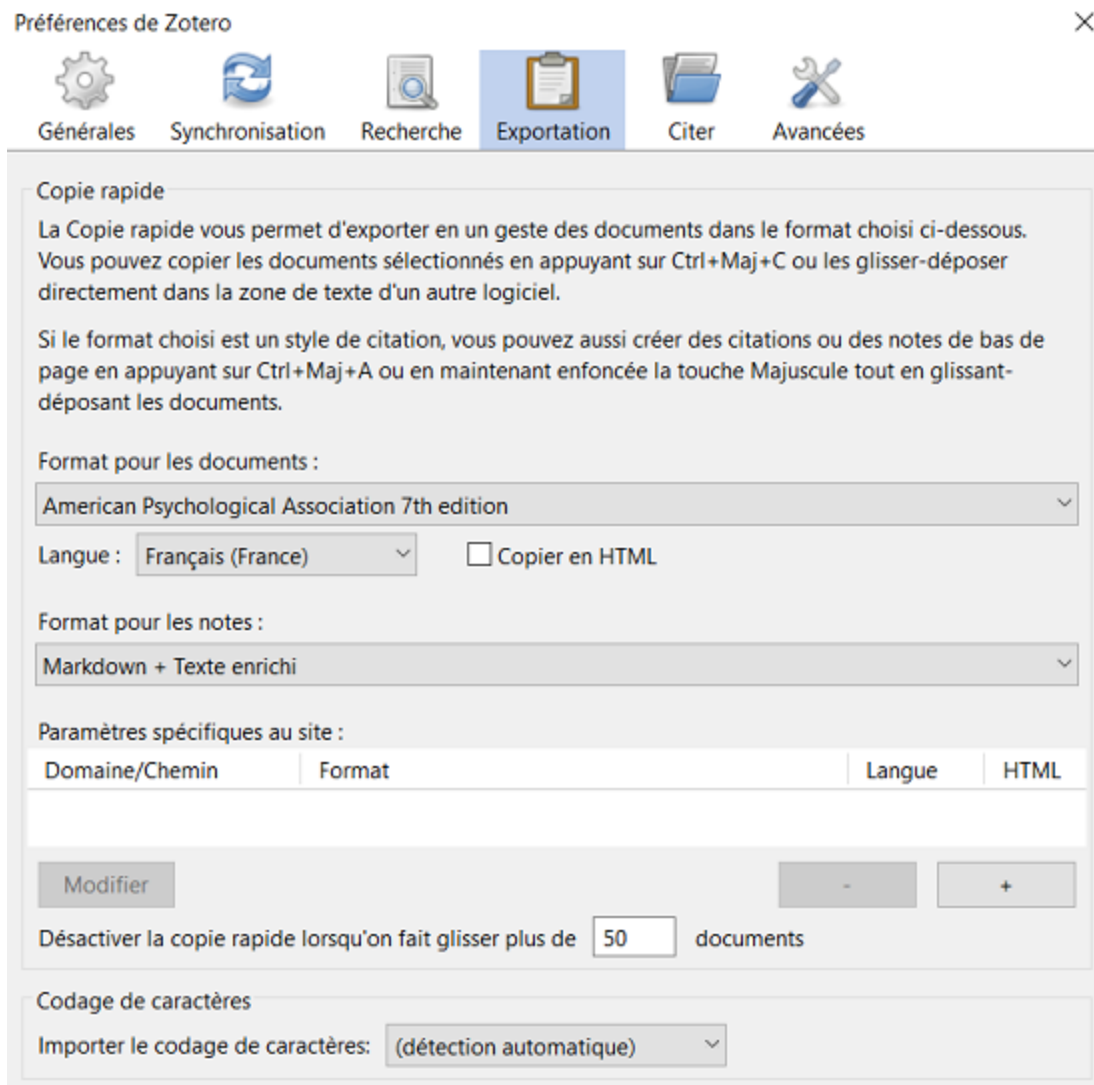 Préférences de Zotero
Générales Synchronisation Recherche Exportation Citer Avancées
Copie rapide
La Copie rapide vous permet d'exporter en un geste des documents dans le format choisi ci-dessous.
Vous pouvez copier les documents sélectionnés en appuyant sur Ctrl+Maj+C ou les glisser-déposer
directement dans la zone de texte d'un autre logiciel.
Si le format choisi est un style de citation, vous pouvez aussi créer des citations ou des notes de bas de
page en appuyant sur Ctrl+Maj+A ou en maintenant enfoncée la touche Majuscule tout en glissant-
déposant les documents.
Format pour les documents :
American Psychological Association 7th edition
Langue : Français (France) Copier en HTML
Format pour les notes :
Markdown + Texte enrichi
Paramètres spécifiques au site :
Domaine/Chemin Format Langue HTML
Modifier - +
Désactiver la copie rapide lorsqu'on fait glisser plus de 50 documents
Codage de caractères
Importer le codage de caractères: (détection automatique)